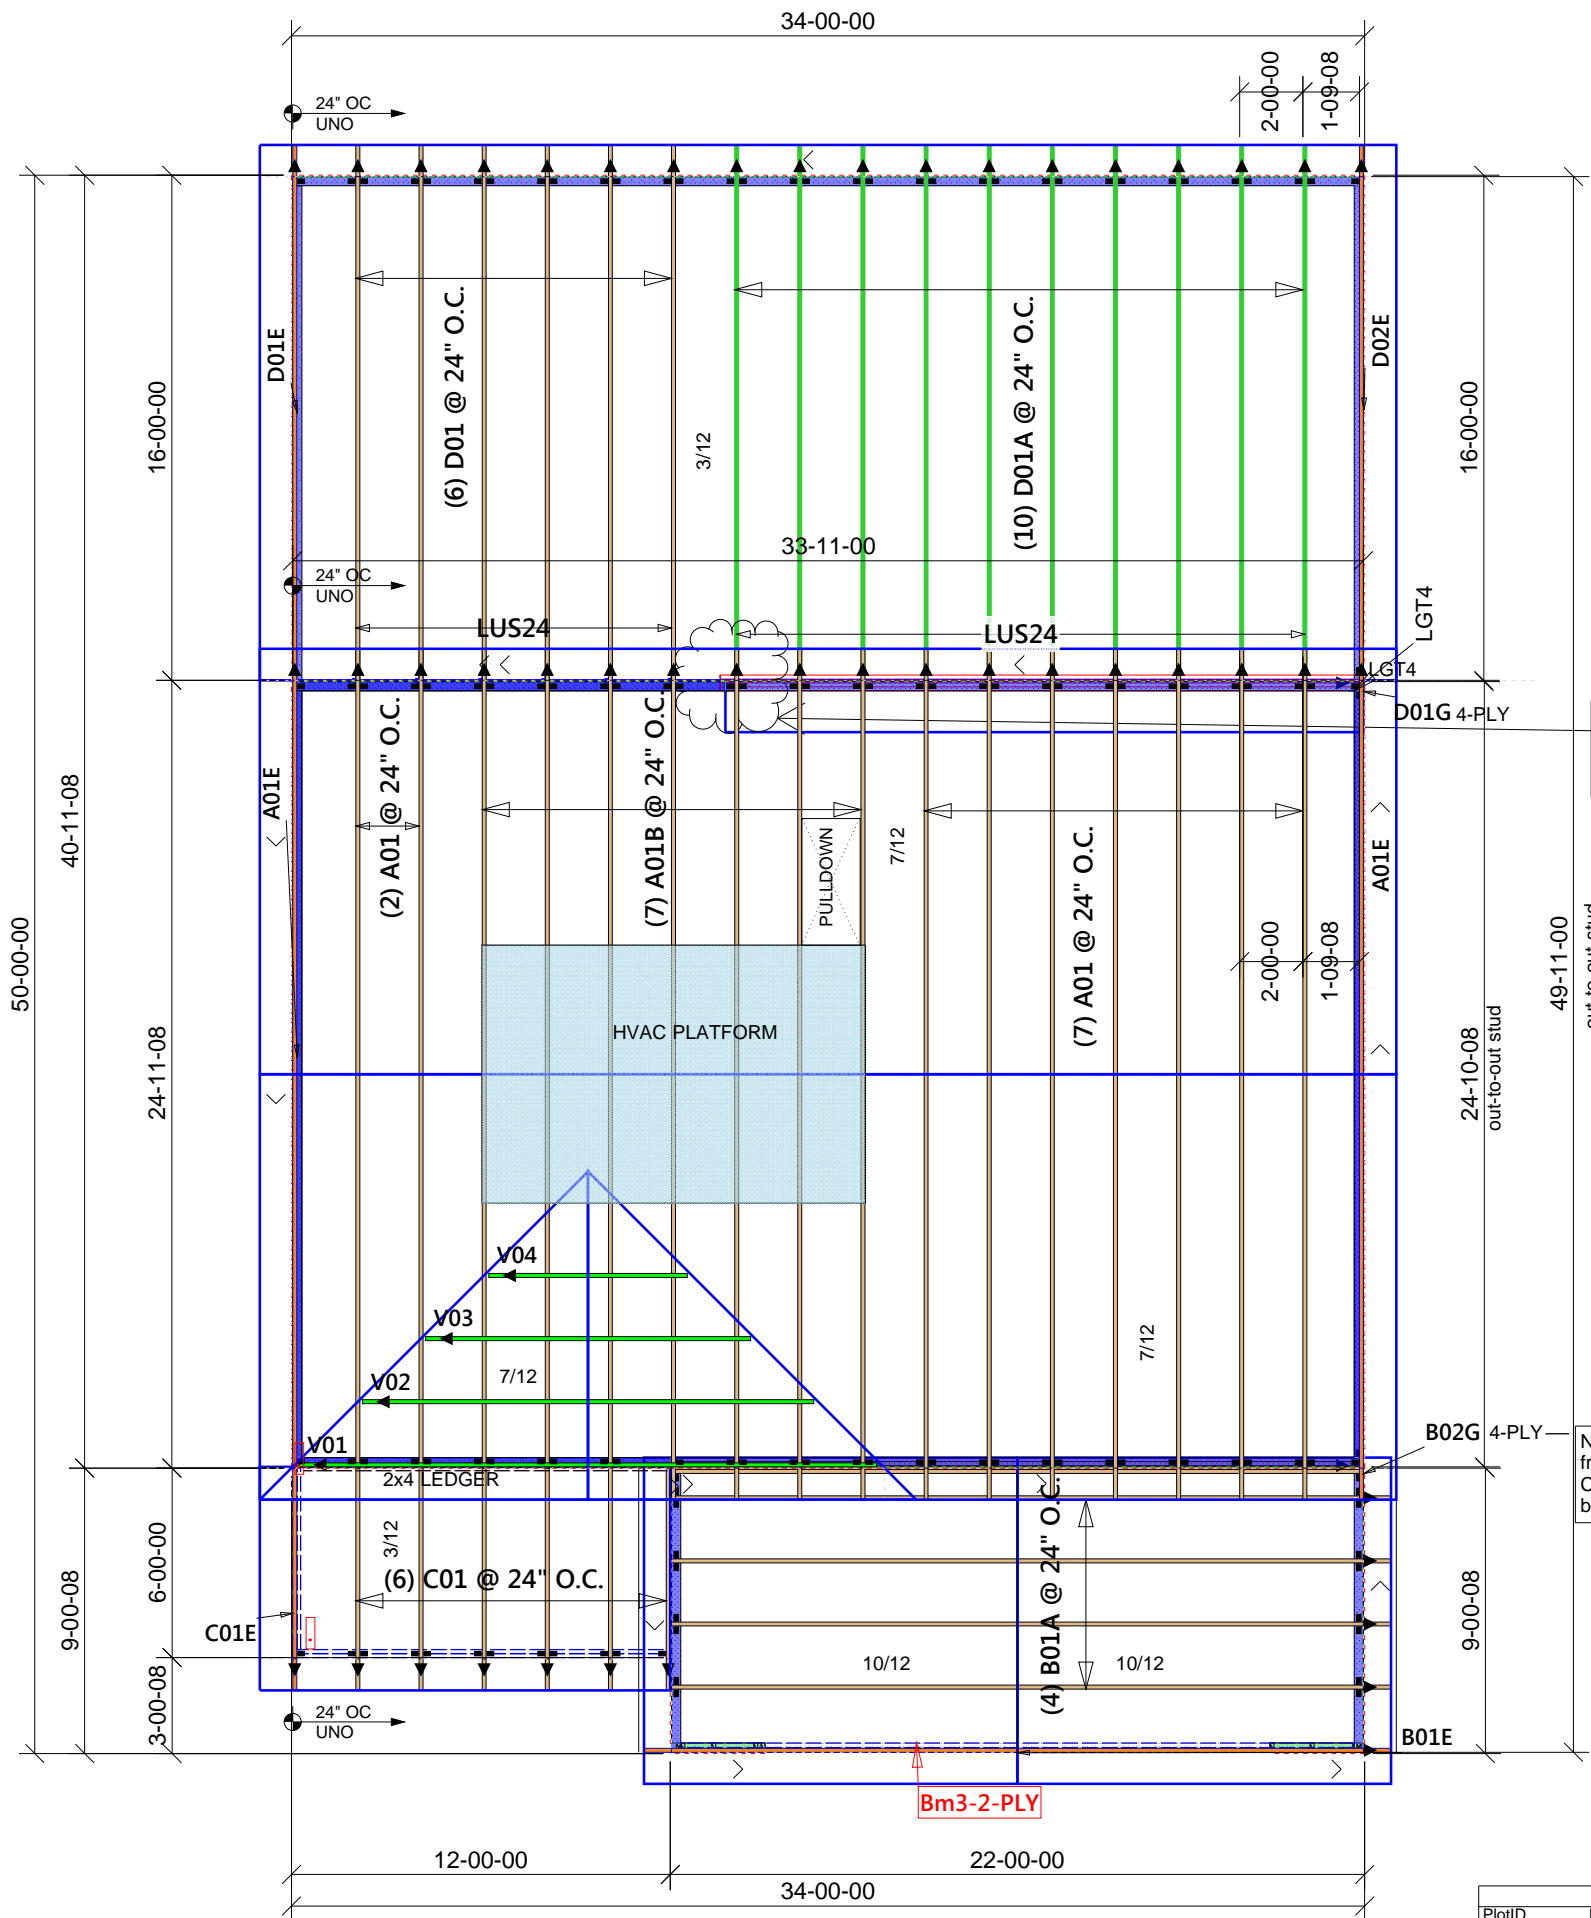 34-00-00
24" OC
UNO
2-00-00
1-09-08
D01E
(6) D01 @ 24" O.C.
3/12
(10) D01A @ 24" O.C.
D02E
16-00-00
16-00-00
33-11-00
24" OC
UNO
LUS24
LUS24
LGT4
LGT4
D01G 4-PLY
A01E
(2) A01 @ 24" O.C.
(7) A01B @ 24" O.C.
PULLDOWN
7/12
(7) A01 @ 24" O.C.
A01E
40-11-08
50-00-00
24-11-08
2-00-00
1-09-08
49-11-00
out-to-out stud
24-10-08
out-to-out stud
HVAC PLATFORM
V04
V03
7/12
7/12
V02
V01
2x4 LEDGER
B02G 4-PLY
N
fr
C
b
3/12
(6) C01 @ 24" O.C.
C01E
6-00-00
9-00-08
3-00-08
(4) B01A @ 24" O.C.
10/12
10/12
9-00-08
24" OC
UNO
B01E
Bm3-2-PLY
12-00-00
22-00-00
34-00-00
PlotID